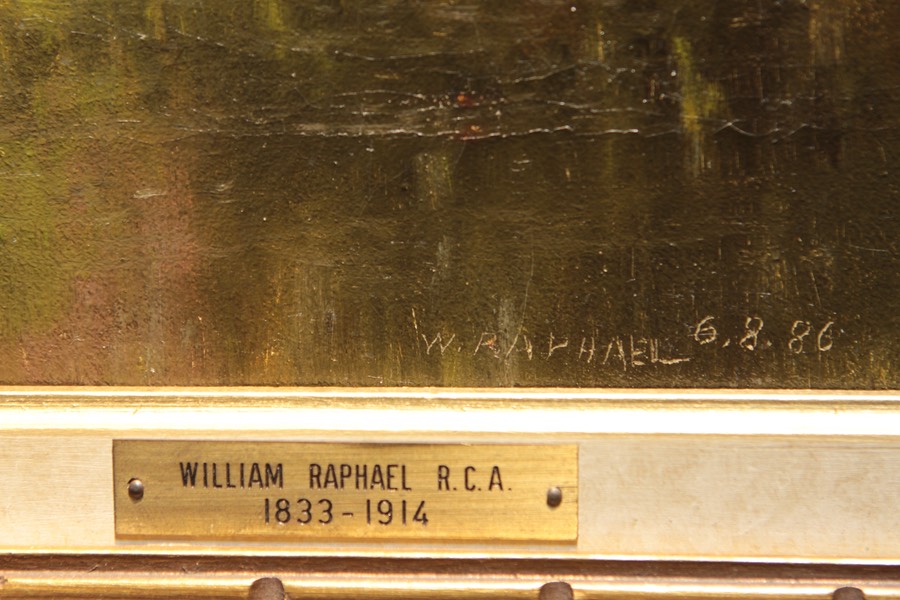 W. RAPHAEL 6.8.86
WILLIAM RAPHAEL R.C.A.
1833-1914